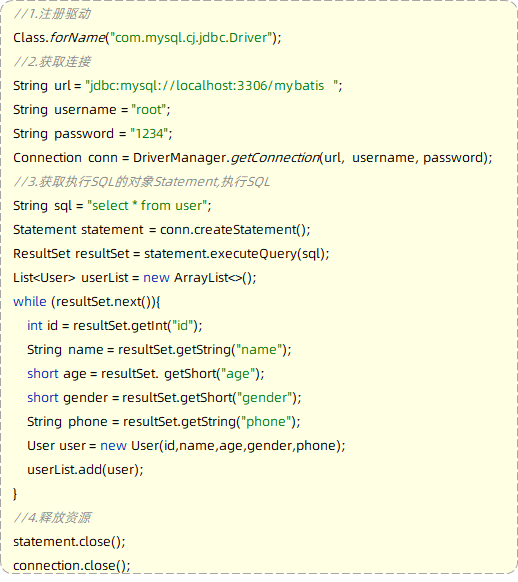 //1.注册驱动
Class.forName("com.mysql.cj.jdbc.Driver");
//2.获取连接
String url = "jdbc:mysql://localhost:3306/mybatis  ";
String username = "root";
String password = "1234";
Connection conn = DriverManager.getConnection(url, username, password);
//3.获取执行SQL的对象Statement,执行SQL
String sql = "select * from user";
Statement statement = conn.createStatement();
ResultSet resultSet = statement.executeQuery(sql);
List<User> userList = new ArrayList<>();
while (resultSet.next()){
    int id = resultSet.getInt("id");
    String name = resultSet.getString("name");
    short age = resultSet. getShort("age");
    short gender = resultSet.getShort("gender");
    String phone = resultSet.getString("phone");
    User user = new User(id,name,age,gender,phone);
    userList.add(user);
}
//4.释放资源
statement.close();
connection.close();